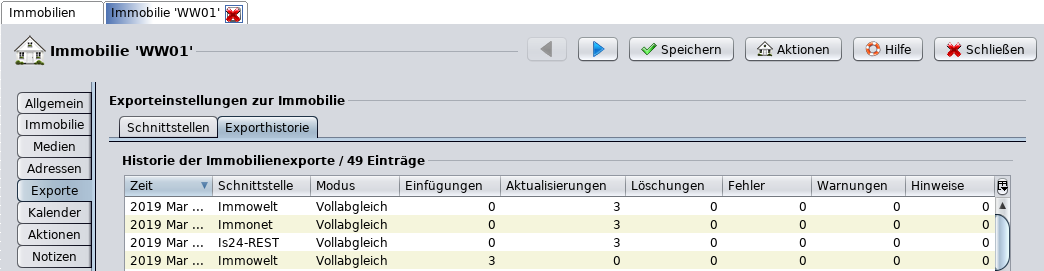 Immobilien Immobilie 'WW01'
Immobilie 'WW01' Speichern Aktionen Hilfe Schließen
Allgemein
Immobilie
Medien
Adressen
Exporte
Kalender
Aktionen
Notizen
Exporteinstellungen zur Immobilie
Schnittstellen Exporthistorie
Historie der Immobilienexporte / 49 Einträge
Zeit Schnittstelle Modus Einfügungen Aktualisierungen Löschungen Fehler Warnungen Hinweise
2019 Mar ... Immowelt Vollabgleich 0 3 0 0 0 0
2019 Mar ... Immonet Vollabgleich 0 3 0 0 0 0
2019 Mar ... Is24-REST Vollabgleich 0 3 0 0 0 0
2019 Mar ... Immowelt Vollabgleich 3 0 0 0 0 0